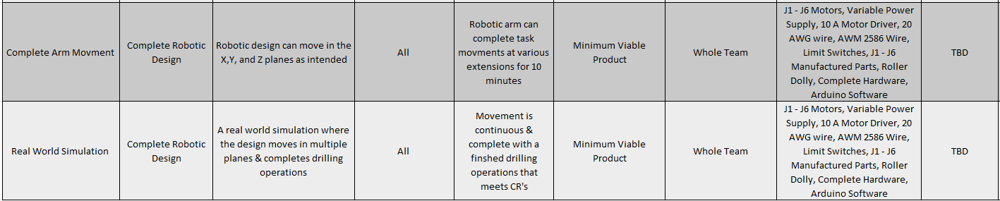 Complete Arm Movment
Complete Robotic
Design
Robotic design can move in the
X,Y, and Z planes as intended
All
Robotic arm can
complete task
movments at various
extensions for 10
minutes
Minimum Viable
Product
Whole Team
J1 - J6 Motors, Variable Power
Supply, 10 A Motor Driver, 20
AWG wire, AWM 2586 Wire,
Limit Switches, J1 - J6
Manufactured Parts, Roller
Dolly, Complete Hardware,
Arduino Software
TBD
Real World Simulation
Complete Robotic
Design
A real world simulation where
the design moves in multiple
planes & completes drilling
operations
All
Movement is
continuous &
complete with a
finshed drilling
operations that
meets CR's
Minimum Viable
Product
Whole Team
J1 - J6 Motors, Variable Power
Supply, 10 A Motor Driver, 20
AWG wire, AWM 2586 Wire,
Limit Switches, J1 - J6
Manufactured Parts, Roller
Dolly, Complete Hardware,
Arduino Software
TBD